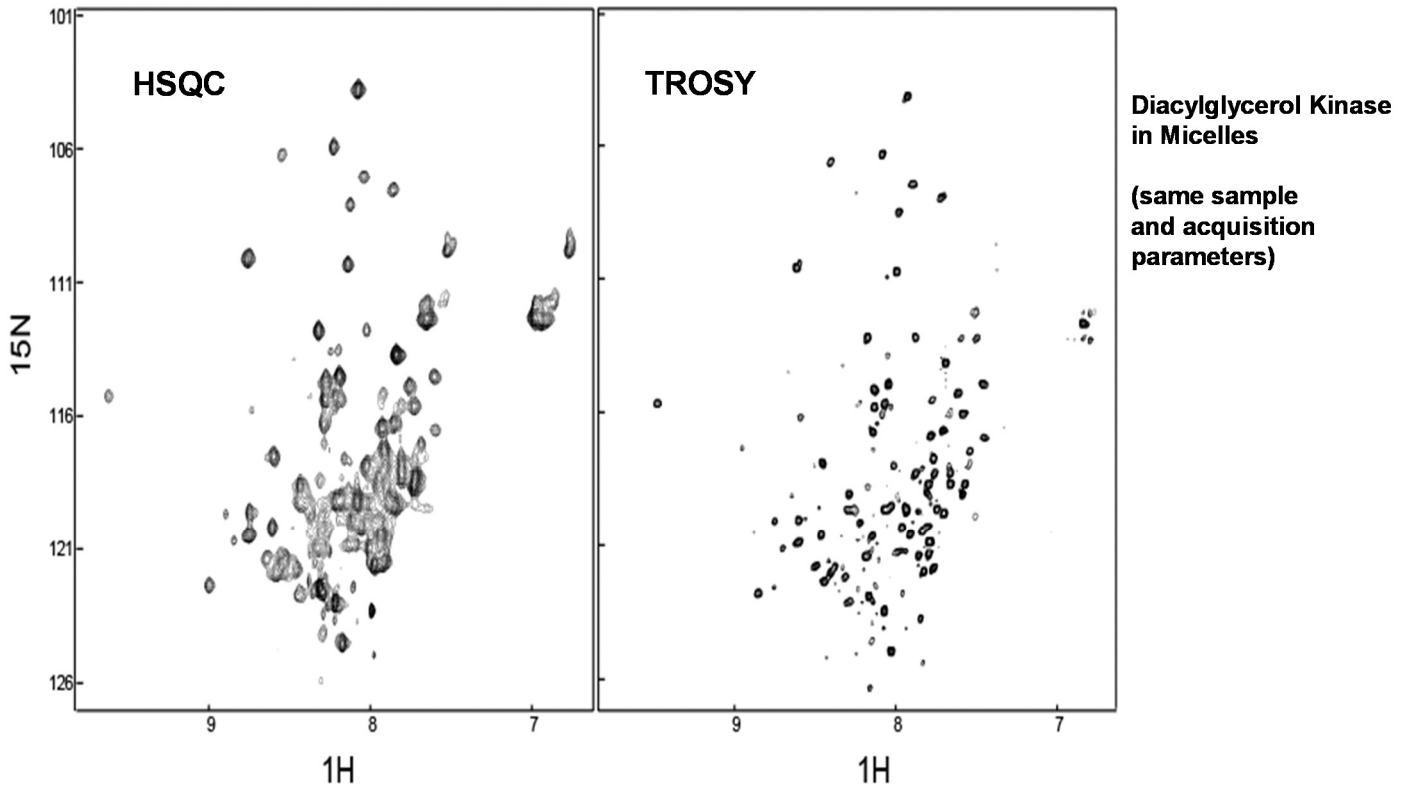 HSQC
TROSY
Diacylglycerol Kinase
in Micelles
(same sample
and acquisition
parameters)
101
106
111
116
121
126
15N
9 8 7
9 8 7
1H
1H